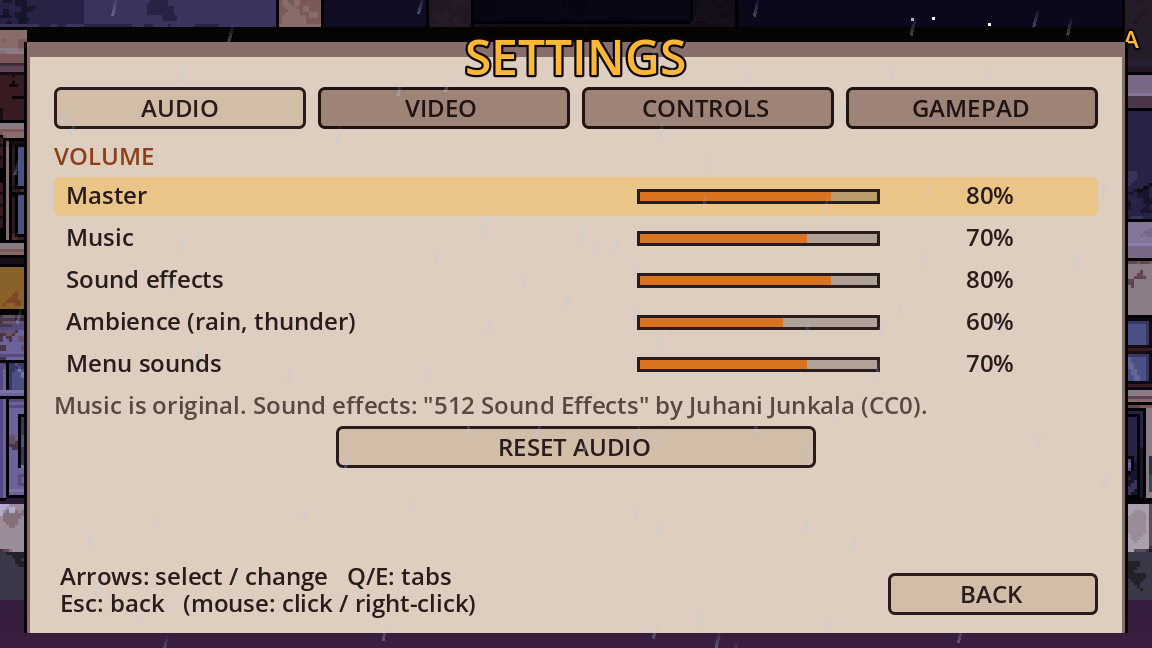 SETTINGS
A
AUDIO VIDEO CONTROLS GAMEPAD
VOLUME
Master 80%
Music 70%
Sound effects 80%
Ambience (rain, thunder) 60%
Menu sounds 70%
Music is original. Sound effects: "512 Sound Effects" by Juhani Junkala (CC0).
RESET AUDIO
Arrows: select / change Q/E: tabs
Esc: back (mouse: click / right-click)
BACK